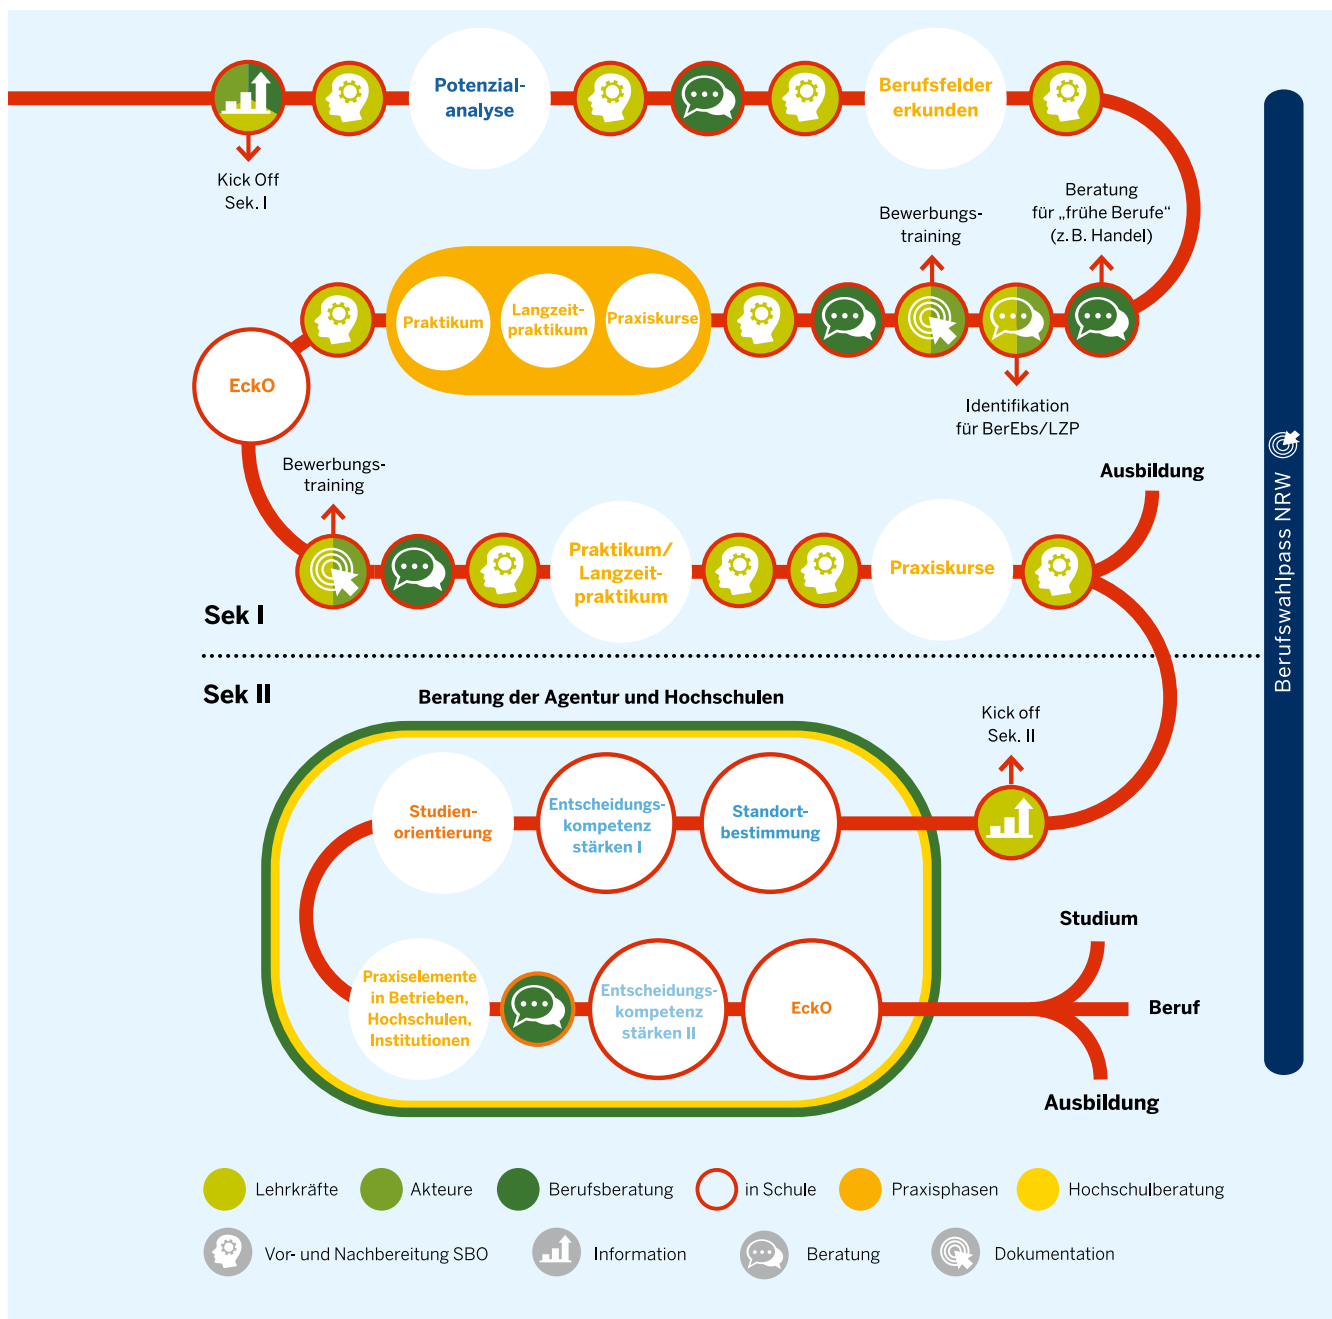 Potenzial-
analyse
Berufsfelder
erkunden
Kick Off
Sek. I
Bewerbungs-
training
Beratung
für „frühe Berufe“
(z. B. Handel)
Praktikum
Langzeit-
praktikum
Praxiskurse
EckO
Identifikation
für BerEbs/LZP
Bewerbungs-
training
Ausbildung
Praktikum/
Langzeit-
praktikum
Praxiskurse
Sek I
Berufswahlpass NRW
Sek II
Beratung der Agentur und Hochschulen
Kick off
Sek. II
Studien-
orientierung
Entscheidungs-
kompetenz
stärken I
Standort-
bestimmung
Praxiselemente
in Betrieben,
Hochschulen,
Institutionen
Entscheidungs-
kompetenz
stärken II
EckO
Studium
Beruf
Ausbildung
Lehrkräfte
Akteure
Berufsberatung
in Schule
Praxisphasen
Hochschulberatung
Vor- und Nachbereitung SBO
Information
Beratung
Dokumentation